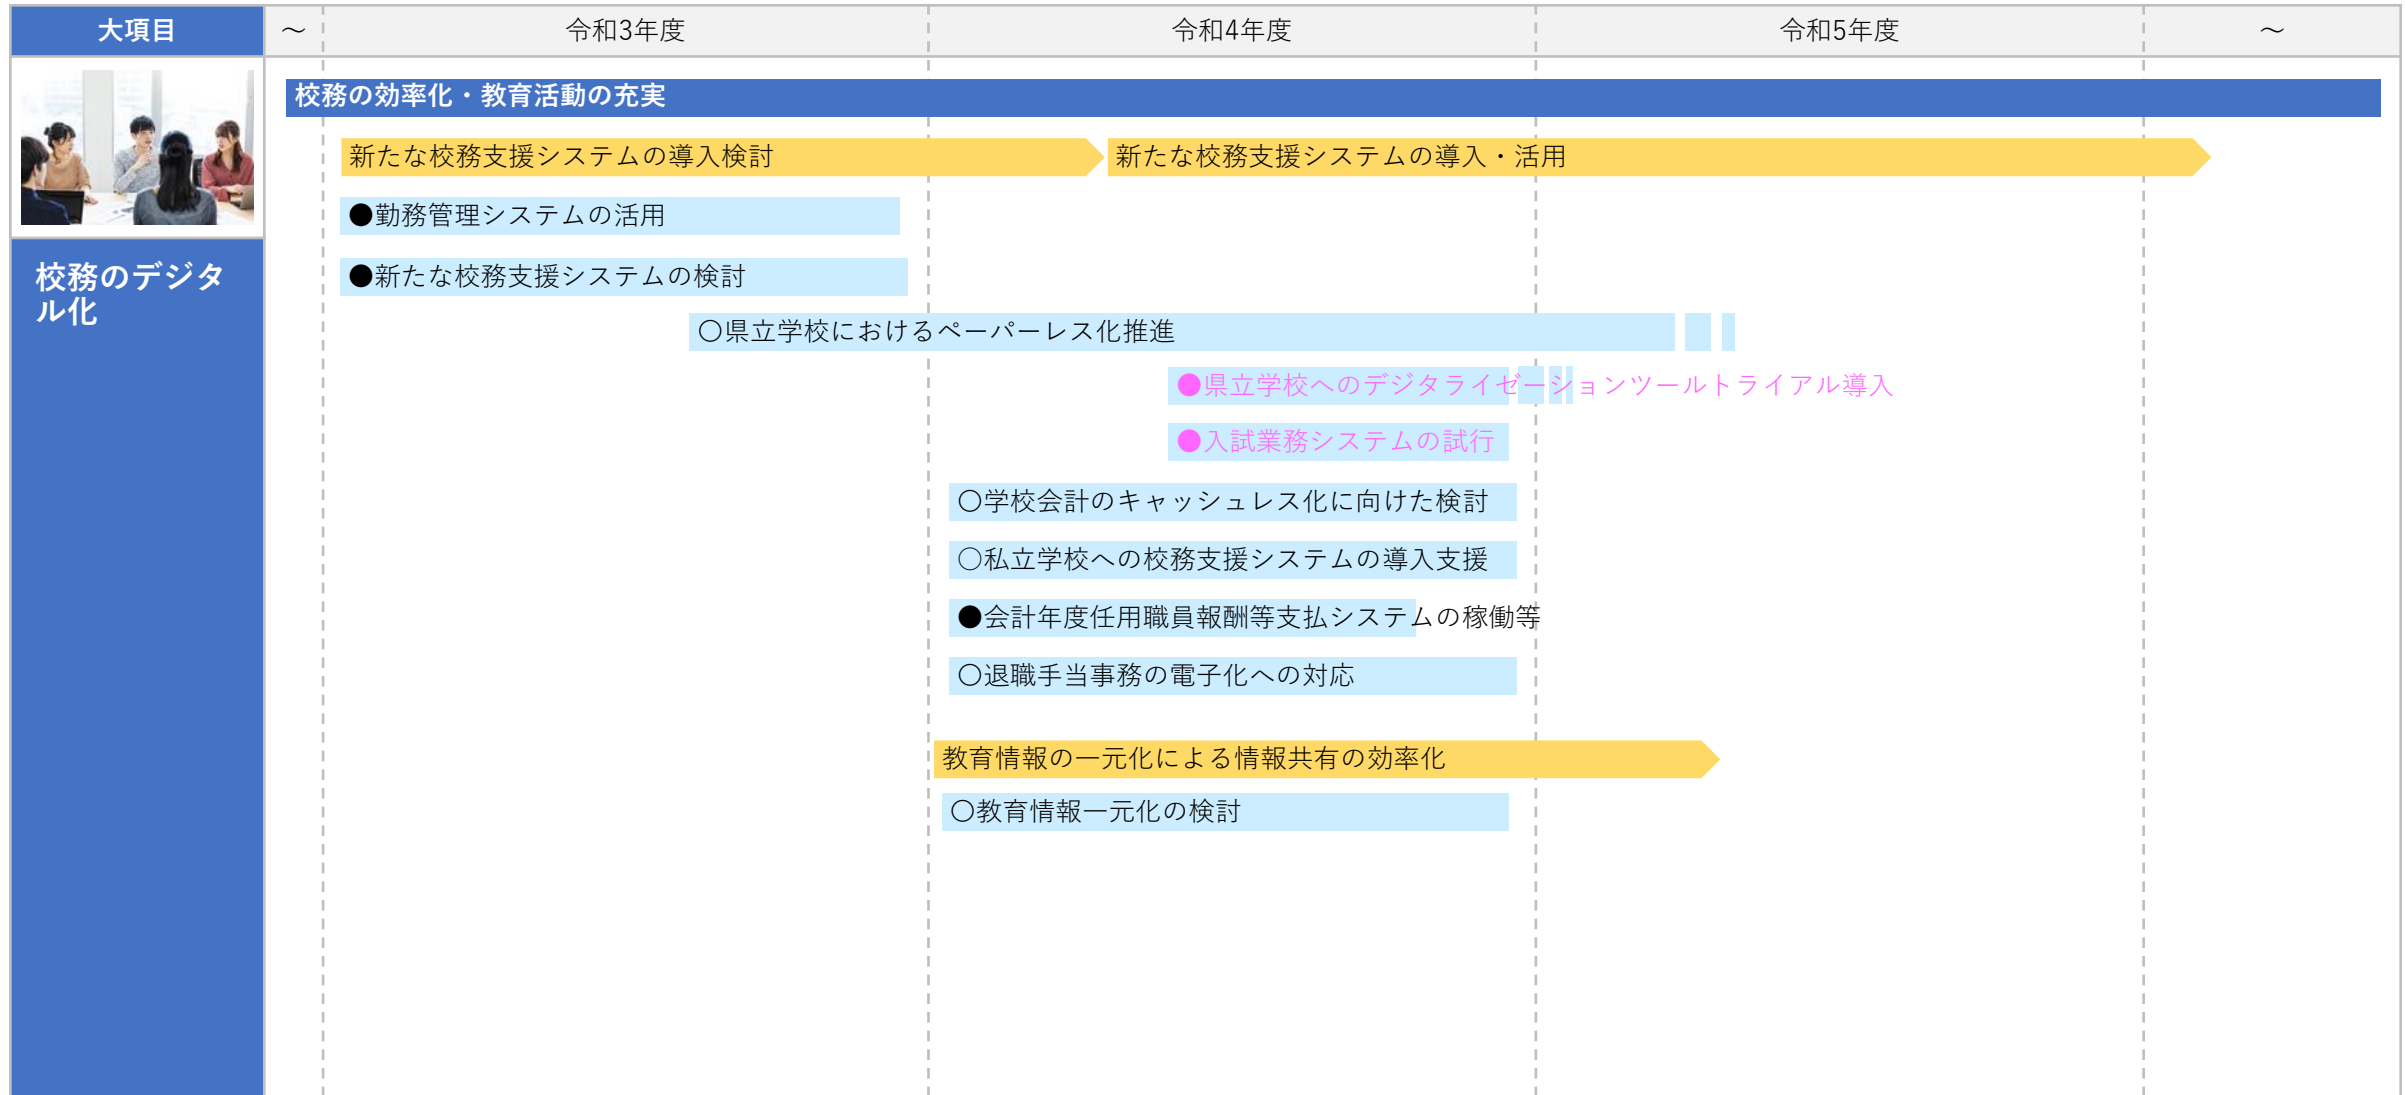 大項目
～
令和3年度
令和4年度
令和5年度
～
校務のデジタ
ル化
校務の効率化・教育活動の充実
新たな校務支援システムの導入検討
新たな校務支援システムの導入・活用
●勤務管理システムの活用
●新たな校務支援システムの検討
○県立学校におけるペーパーレス化推進
●県立学校へのデジタライゼーションツールトライアル導入
●入試業務システムの試行
○学校会計のキャッシュレス化に向けた検討
○私立学校への校務支援システムの導入支援
●会計年度任用職員報酬等支払システムの稼働等
○退職手当事務の電子化への対応
教育情報の一元化による情報共有の効率化
○教育情報一元化の検討